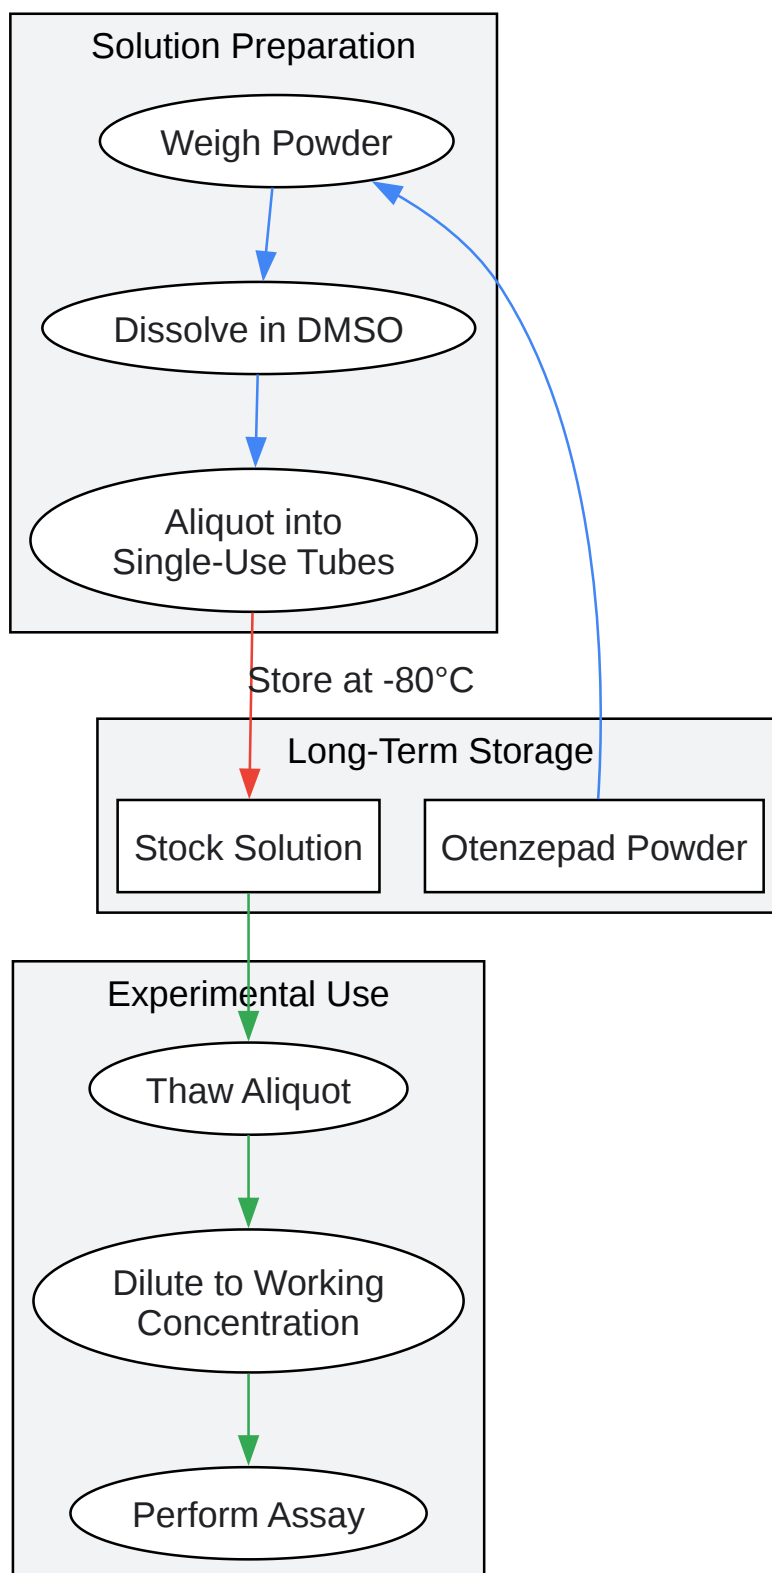 Solution Preparation
Weigh Powder
Dissolve in DMSO
Aliquot into
Single-Use Tubes
Store at -80°C
Long-Term Storage
Stock Solution
Otenzepad Powder
Experimental Use
Thaw Aliquot
Dilute to Working
Concentration
Perform Assay